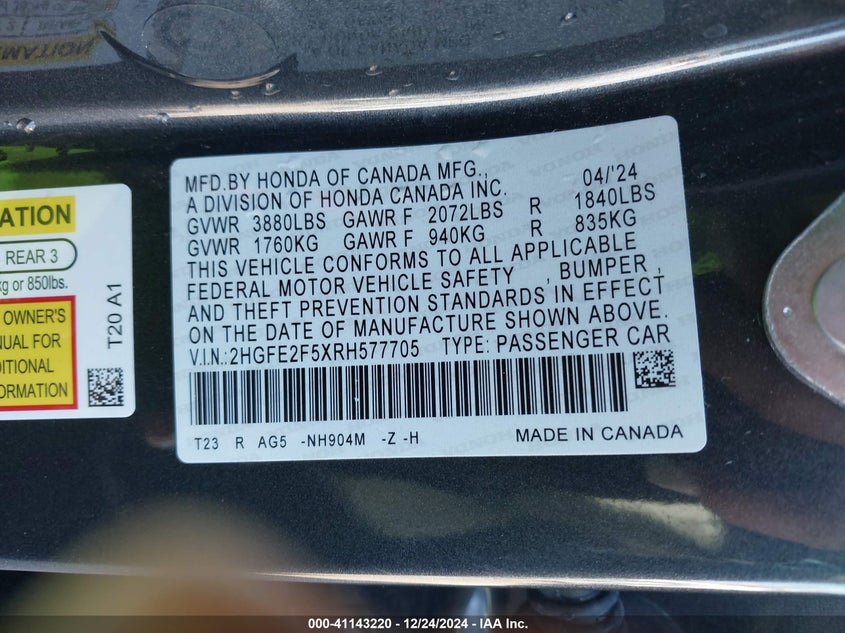 MFD.BY HONDA OF CANADA MFG., 04/'24
A DIVISION OF HONDA CANADA INC.
GVWR 3880LBS GAWR F 2072LBS R 1840LBS
GVWR 1760KG GAWR F 940KG R 835KG
THIS VEHICLE CONFORMS TO ALL APPLICABLE
FEDERAL MOTOR VEHICLE SAFETY , BUMPER ,
AND THEFT PREVENTION STANDARDS IN EFFECT
ON THE DATE OF MANUFACTURE SHOWN ABOVE.
V.I.N.: 2HGFE2F5XRH577705 TYPE: PASSENGER CAR
T23 R AG5 -NH904M -Z -H MADE IN CANADA
ATION
REAR 3
kg or 850lbs.
OWNER'S
NUAL FOR
DITIONAL
FORMATION
T20 A1
000-41143220 - 12/24/2024 - IAA Inc.